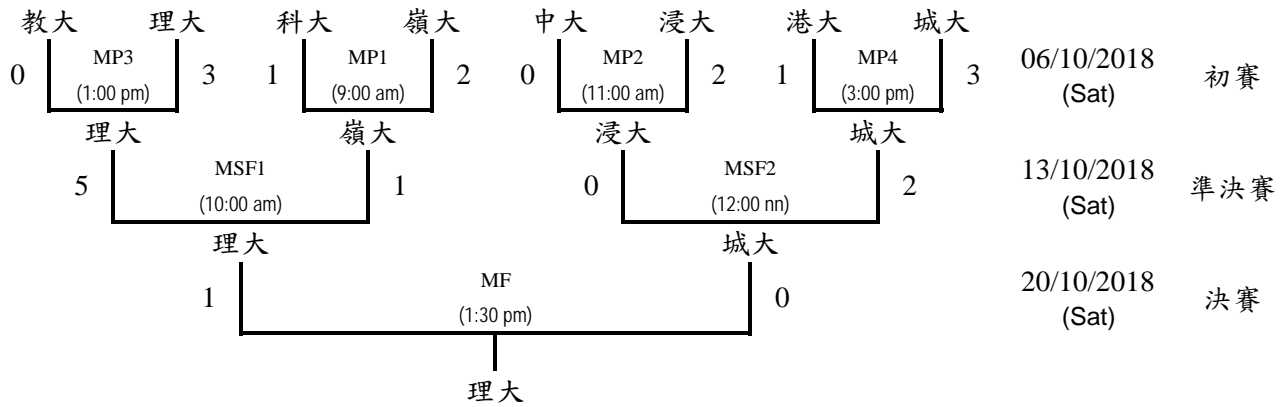 教大 理大 科大 嶺大 中大 浸大 港大 城大
0 MP3 3 1 MP1 2 0 MP2 2 1 MP4 3 06/10/2018 初賽
(1:00 pm) (9:00 am) (11:00 am) (3:00 pm) (Sat)
理大 嶺大 浸大 城大
5 MSF1 1 0 MSF2 2 13/10/2018 準決賽
(10:00 am) (12:00 nn) (Sat)
理大 城大
1 MF 0 20/10/2018 決賽
(1:30 pm) (Sat)
理大